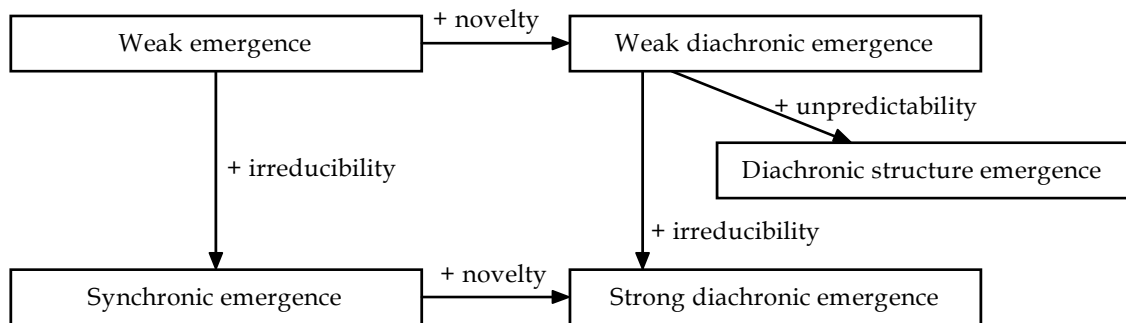 + novelty
Weak emergence
Weak diachronic emergence
+ unpredictability
Diachronic structure emergence
+ irreducibility
+ irreducibility
+ novelty
Synchronic emergence
Strong diachronic emergence